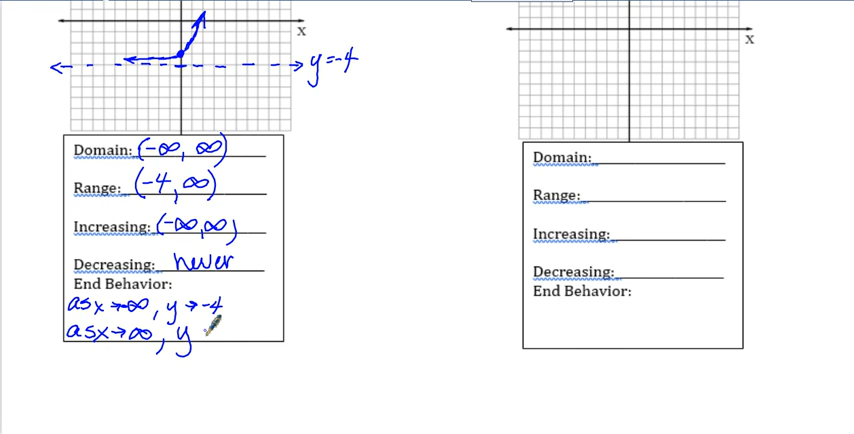 x
y=-4
x
Domain: (-∞, ∞)
Range: (-4, ∞)
Increasing: (-∞, ∞)
Decreasing: never
End Behavior:
as x→-∞, y→-4
as x→∞, y
Domain:
Range:
Increasing:
Decreasing:
End Behavior: